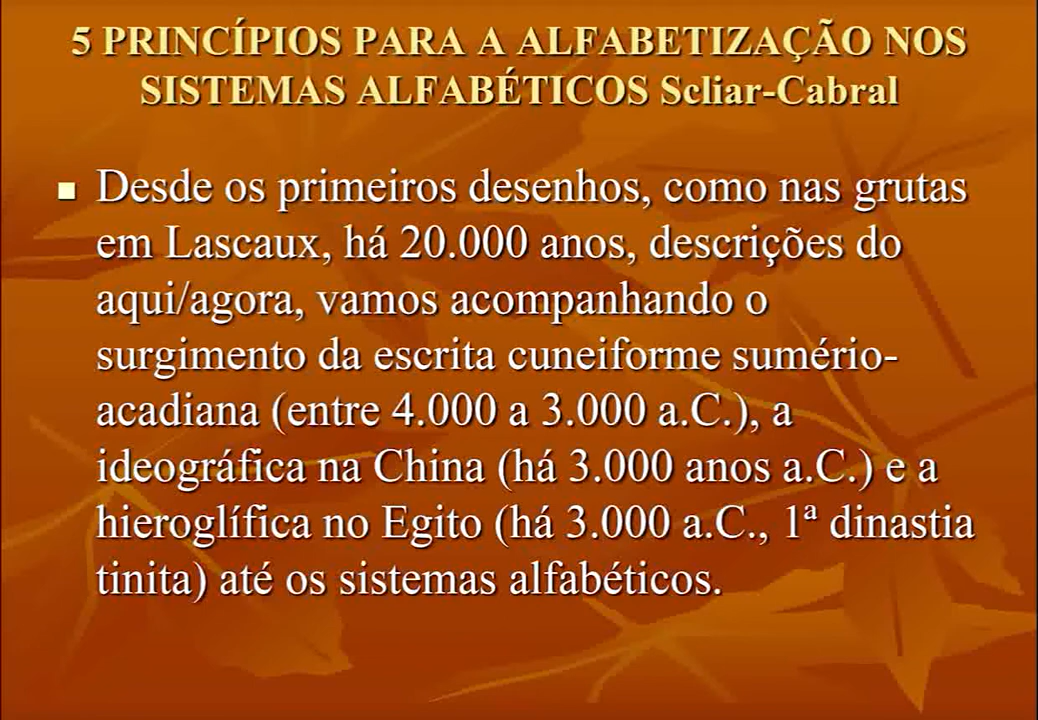 5 PRINCÍPIOS PARA A ALFABETIZAÇÃO NOS
SISTEMAS ALFABÉTICOS Scliar-Cabral
Desde os primeiros desenhos, como nas grutas
em Lascaux, há 20.000 anos, descrições do
aqui/agora, vamos acompanhando o
surgimento da escrita cuneiforme sumério-
acadiana (entre 4.000 a 3.000 a.C.), a
ideográfica na China (há 3.000 anos a.C.) e a
hieroglífica no Egito (há 3.000 a.C., 1ª dinastia
tinita) até os sistemas alfabéticos.